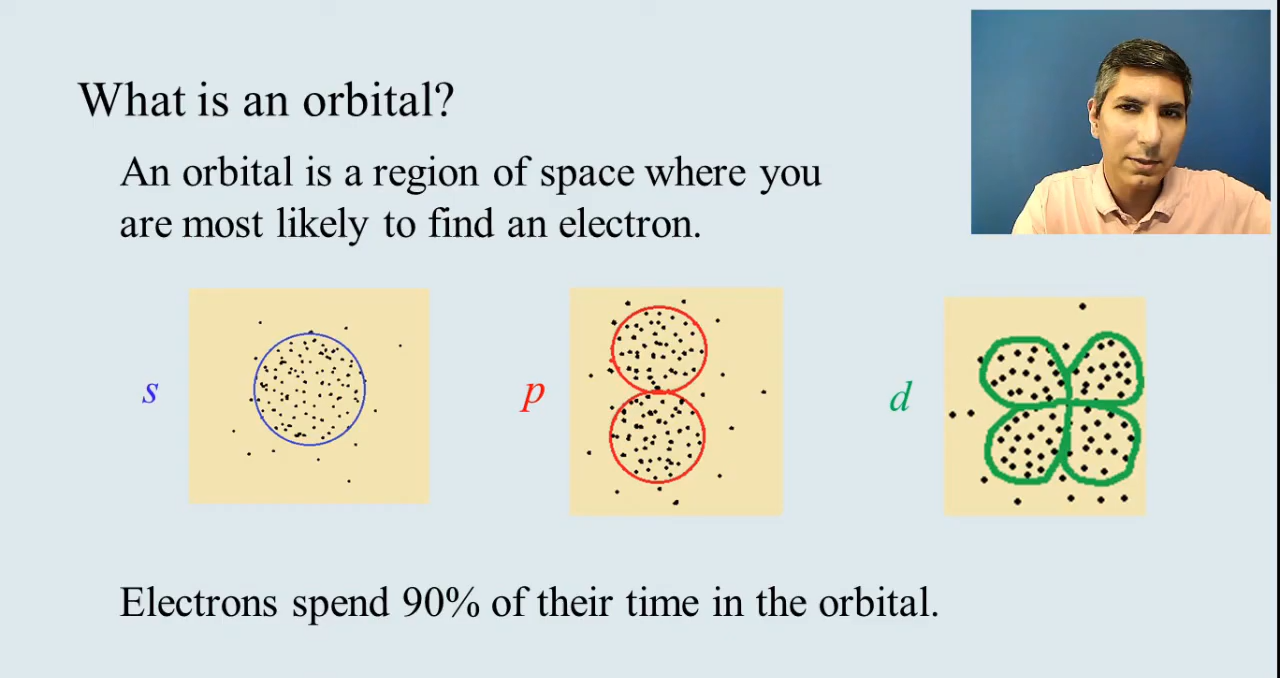 What is an orbital?
An orbital is a region of space where you
are most likely to find an electron.
s
p
d
Electrons spend 90% of their time in the orbital.